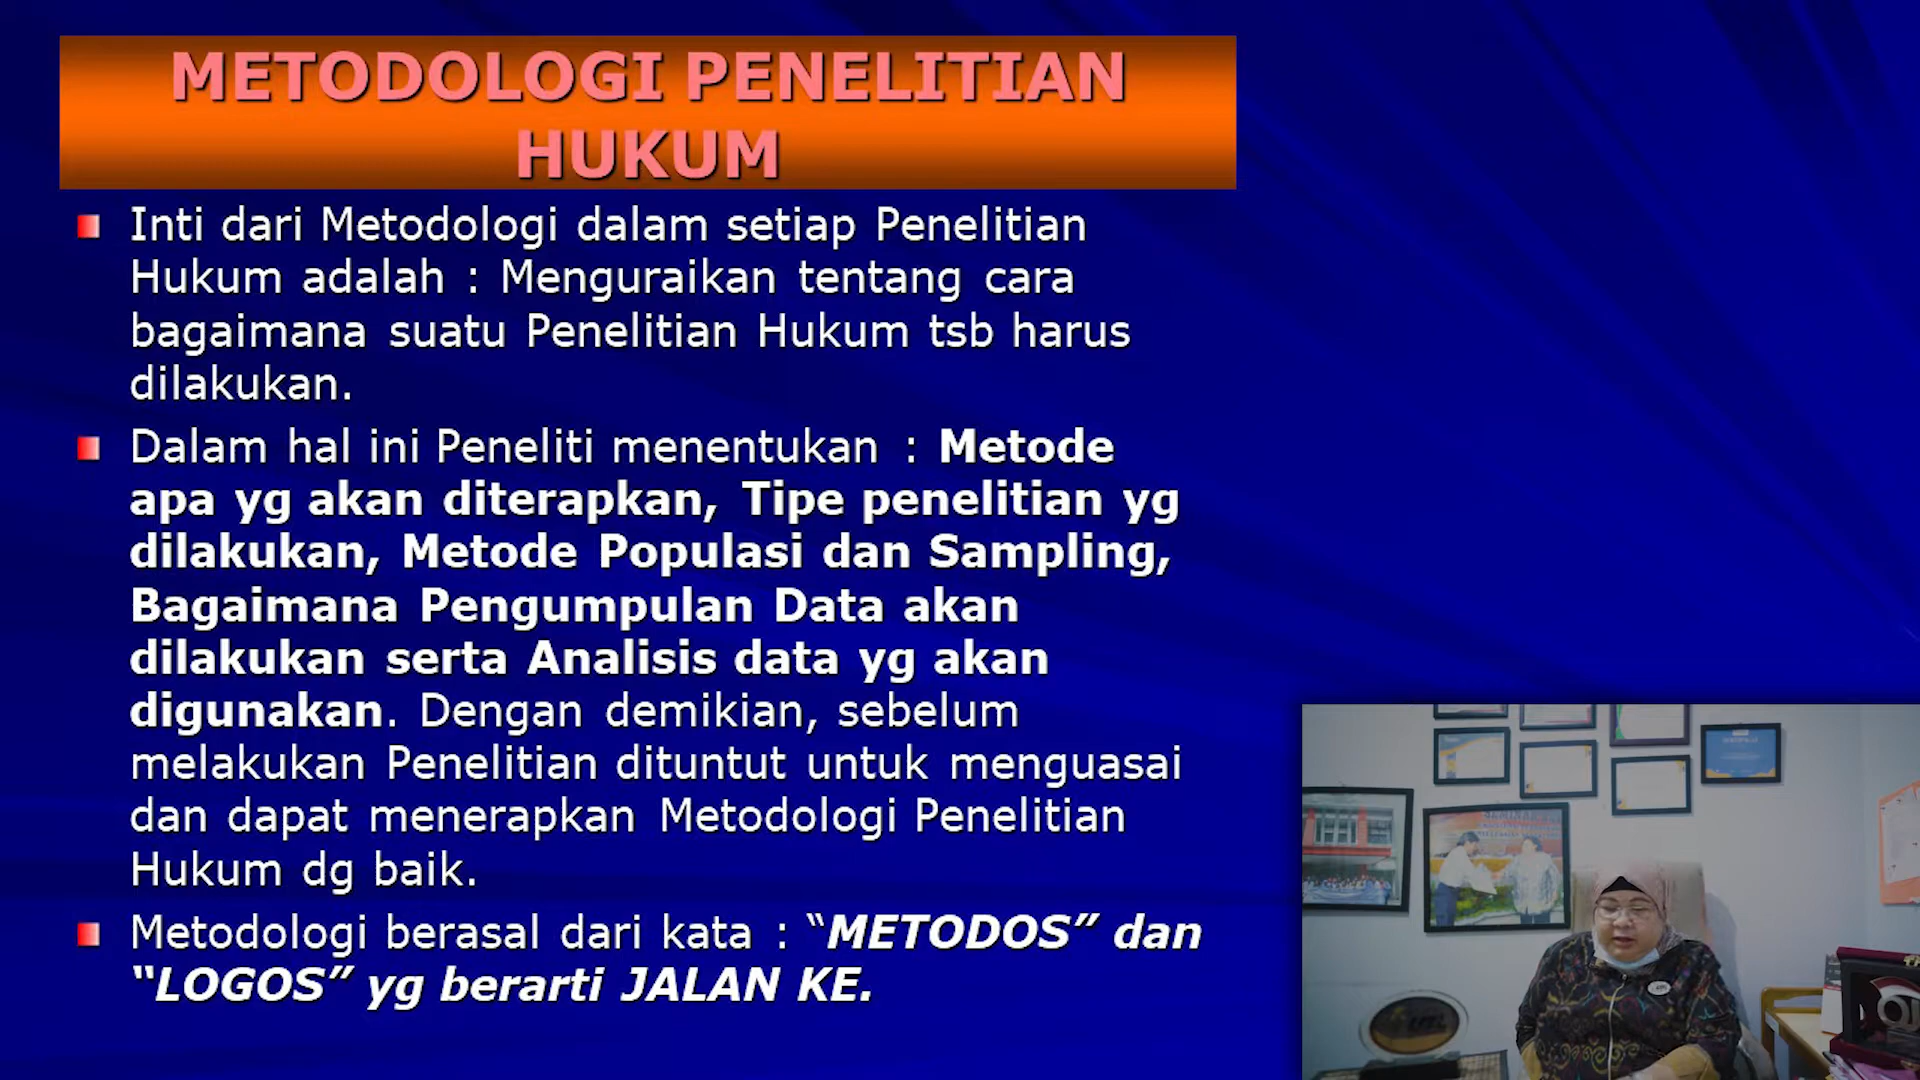 METODOLOGI PENELITIAN
HUKUM
Inti dari Metodologi dalam setiap Penelitian
Hukum adalah : Menguraikan tentang cara
bagaimana suatu Penelitian Hukum tsb harus
dilakukan.
Dalam hal ini Peneliti menentukan : Metode
apa yg akan diterapkan, Tipe penelitian yg
dilakukan, Metode Populasi dan Sampling,
Bagaimana Pengumpulan Data akan
dilakukan serta Analisis data yg akan
digunakan. Dengan demikian, sebelum
melakukan Penelitian dituntut untuk menguasai
dan dapat menerapkan Metodologi Penelitian
Hukum dg baik.
Metodologi berasal dari kata : “METODOS” dan
“LOGOS” yg berarti JALAN KE.